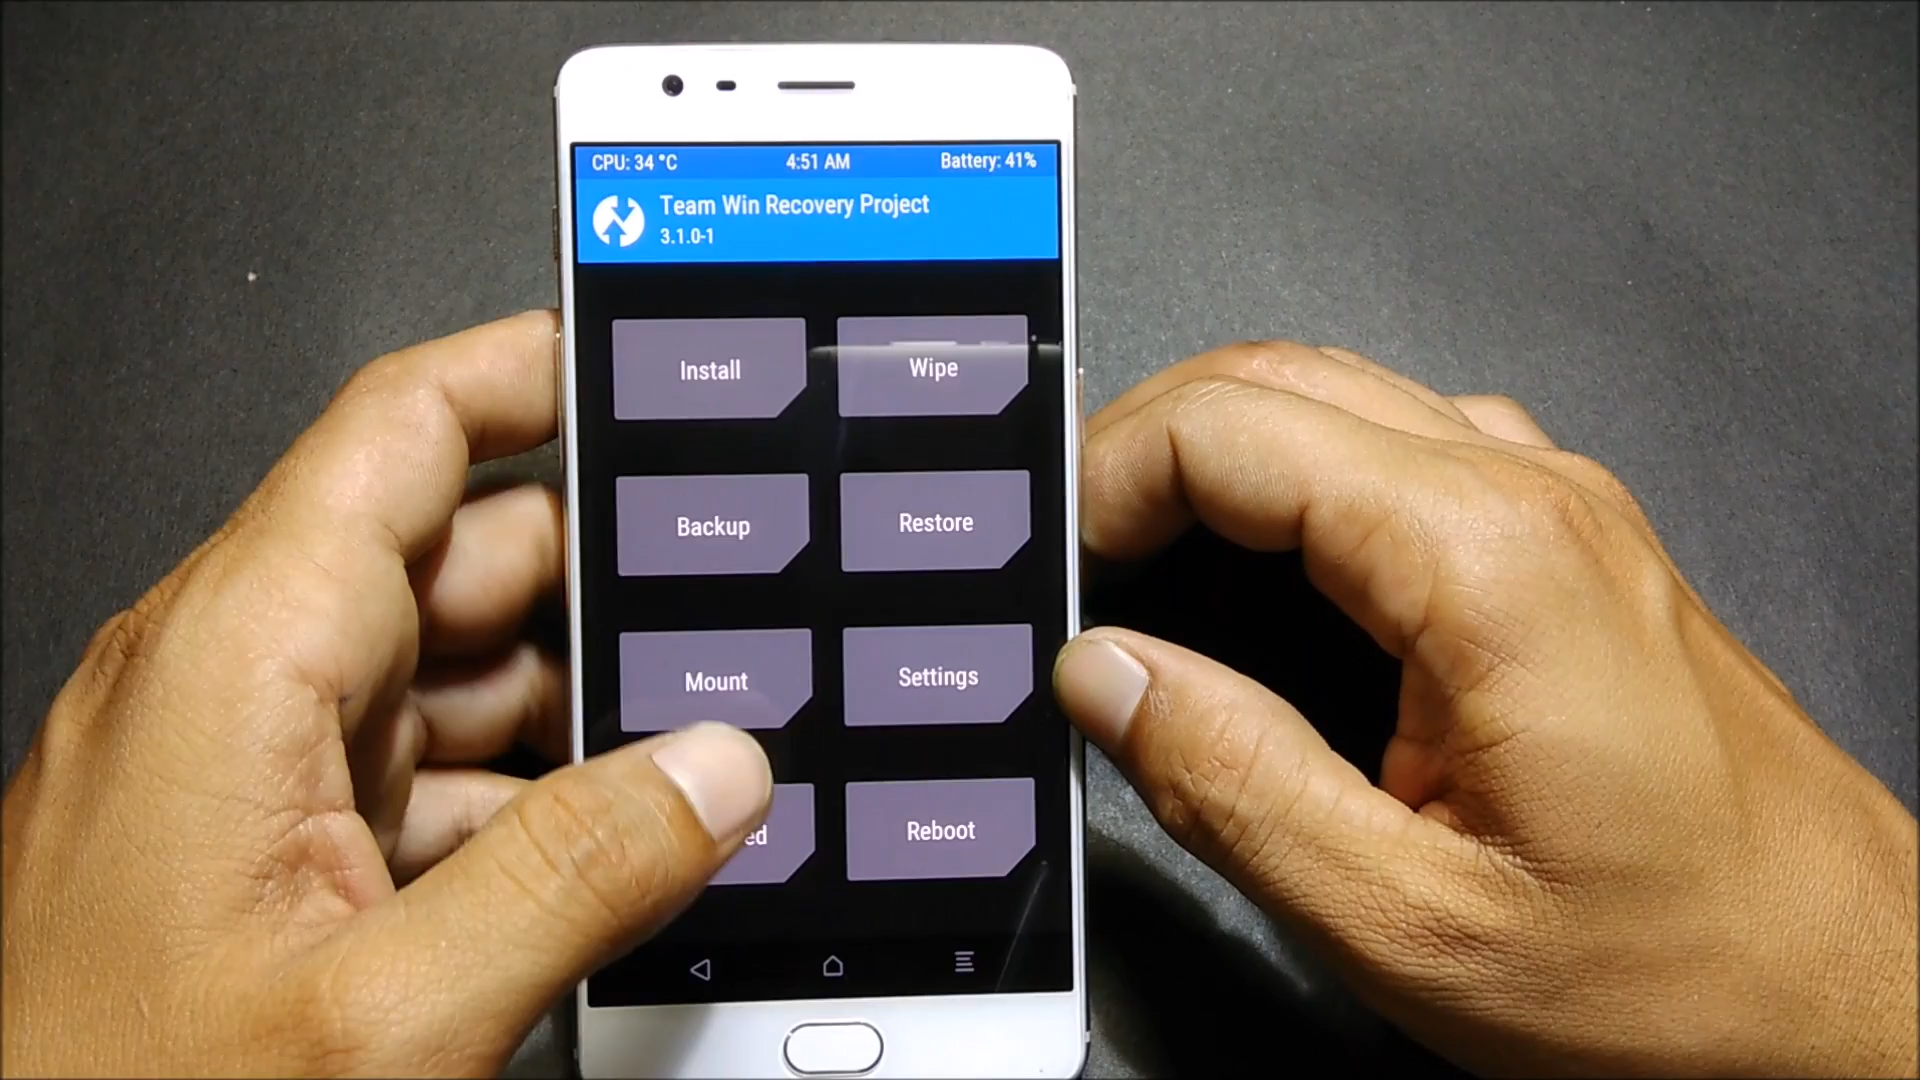 CPU: 34 °C 4:51 AM Battery: 41%
Team Win Recovery Project
3.1.0-1
Install Wipe
Backup Restore
Mount Settings
ed Reboot